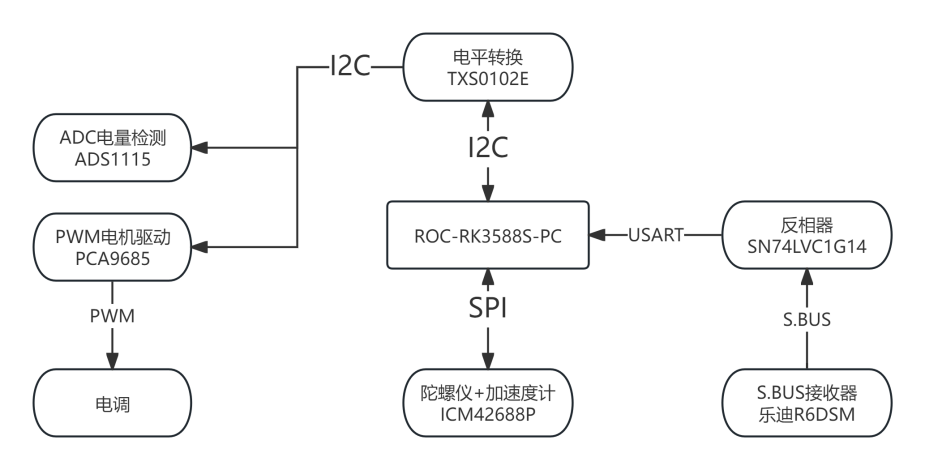 电平转换
TXS0102E
I2C
ADC电量检测
ADS1115
I2C
PWM电机驱动
PCA9685
ROC-RK3588S-PC
USART
反相器
SN74LVC1G14
PWM
SPI
S.BUS
电调
陀螺仪+加速度计
ICM42688P
S.BUS接收器
乐迪R6DSM